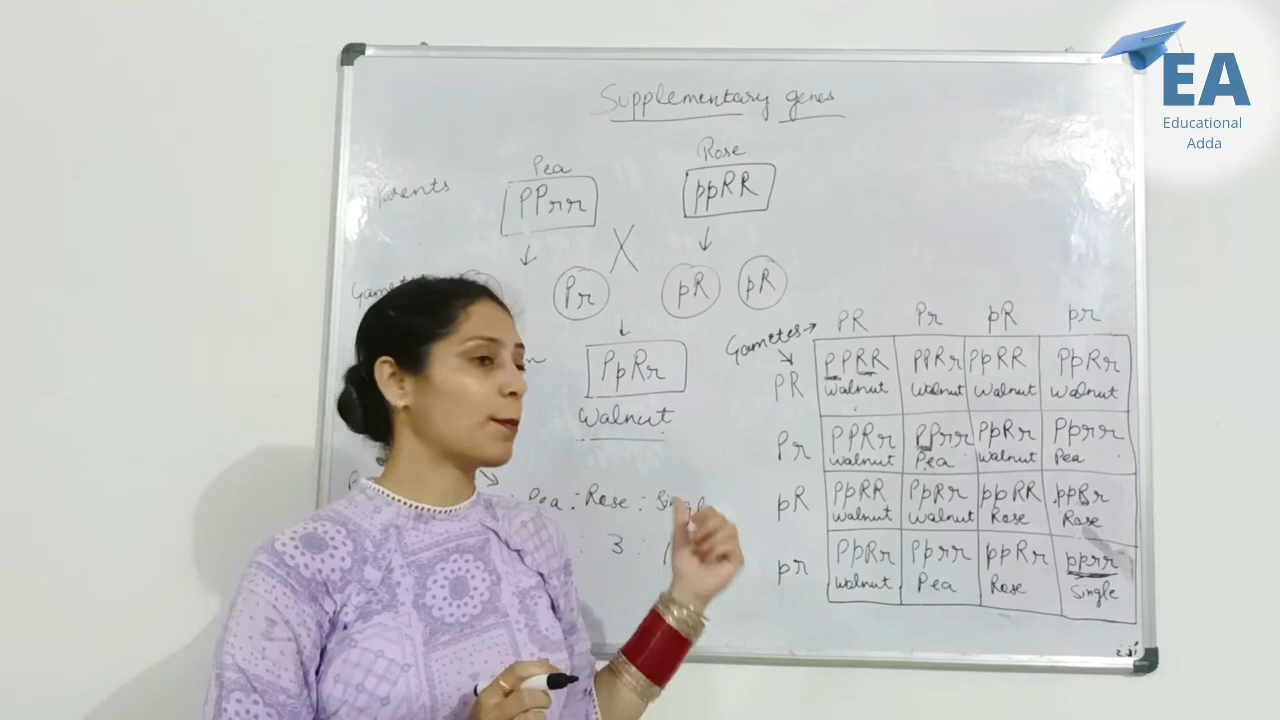 EA
Educational
Adda
Supplementary genes
Parents
Pea
Rose
PPrr
ppRR
X
Pr
pR
pR
PpRr
Walnut
Pea : Rose : Single
: 3 :
Gametes →
PR Pr pR pr
PR PPRR PPRr PpRR PpRr
Walnut Walnut Walnut Walnut
Pr PPRr PPrr PpRr Pprr
Walnut Pea Walnut Pea
pR PpRR PpRr ppRR ppRr
Walnut Walnut Rose Rose
pr PpRr Pprr ppRr pprr
Walnut Pea Rose Single